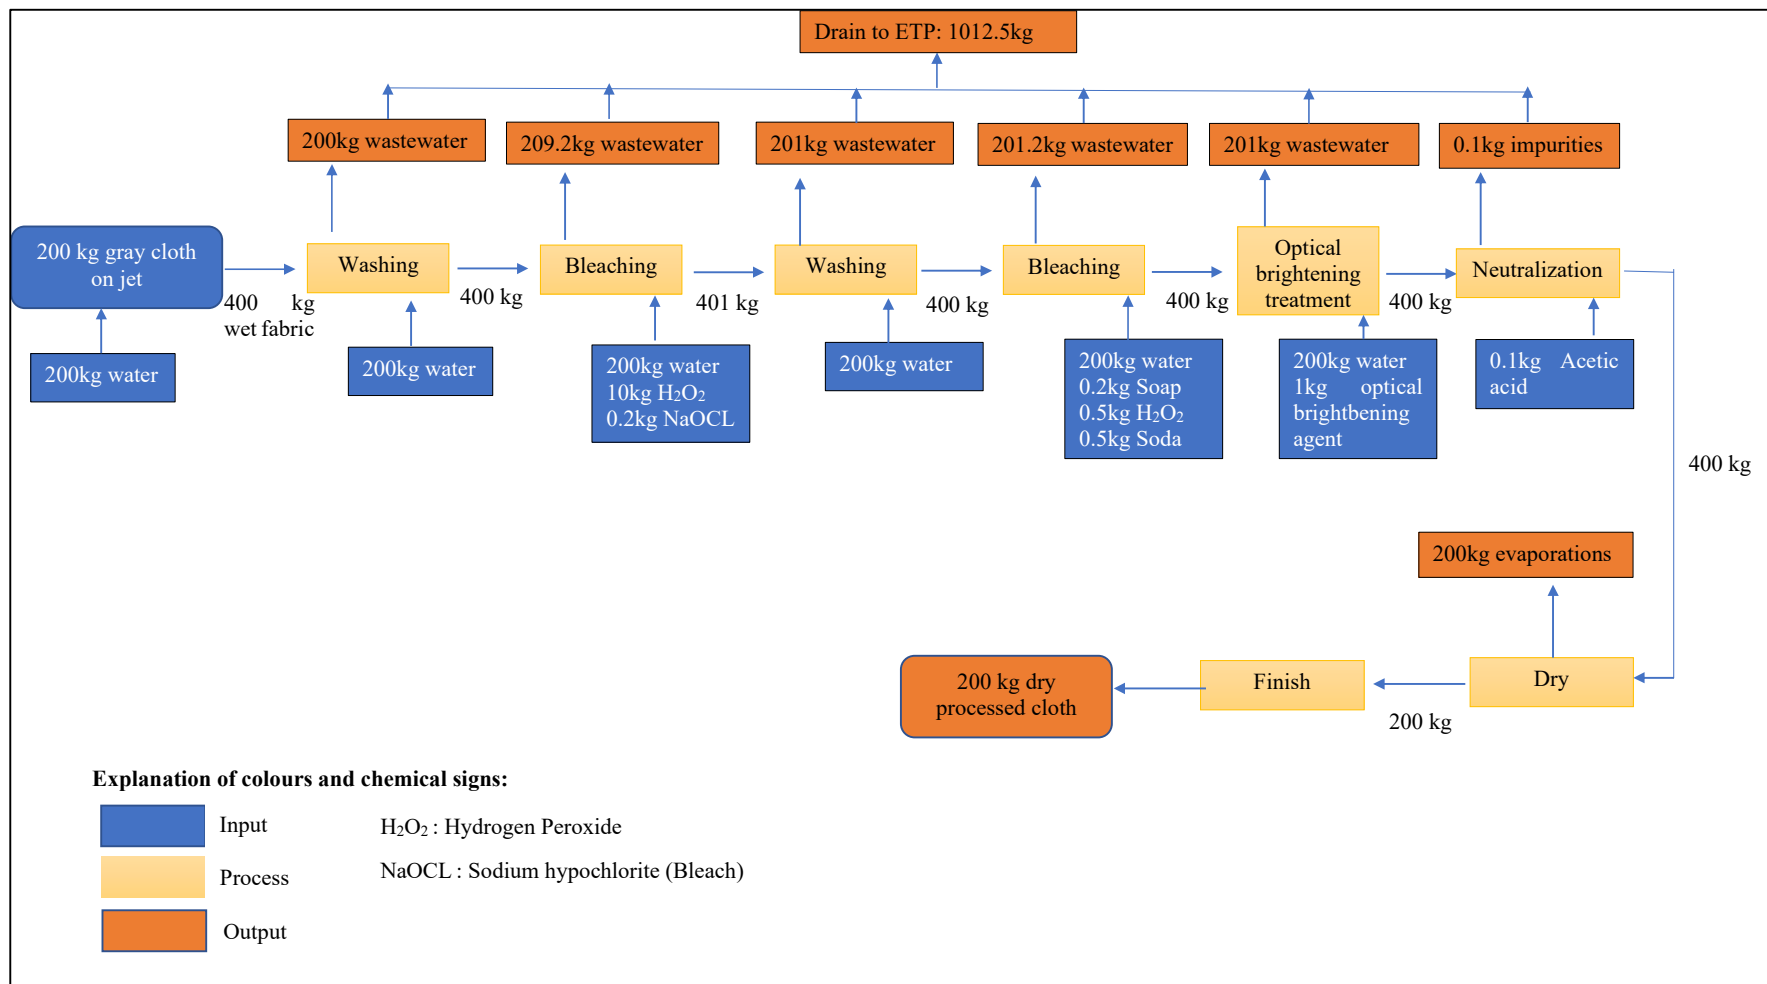 Drain to ETP: 1012.5kg
200kg wastewater
209.2kg wastewater
201kg wastewater
201.2kg wastewater
201kg wastewater
0.1kg impurities
200 kg gray cloth
on jet
400 kg
wet fabric
Washing
400 kg
Bleaching
401 kg
Washing
400 kg
Bleaching
400 kg
Optical
brightening
treatment
400 kg
Neutralization
200kg water
200kg water
200kg water
10kg H₂O₂
0.2kg NaOCL
200kg water
200kg water
0.2kg Soap
0.5kg H₂O₂
0.5kg Soda
200kg water
1kg optical
brightbening
agent
0.1kg Acetic
acid
400 kg
200kg evaporations
200 kg dry
processed cloth
Finish
200 kg
Dry
Explanation of colours and chemical signs:
Input
H₂O₂ : Hydrogen Peroxide
Process
NaOCL : Sodium hypochlorite (Bleach)
Output